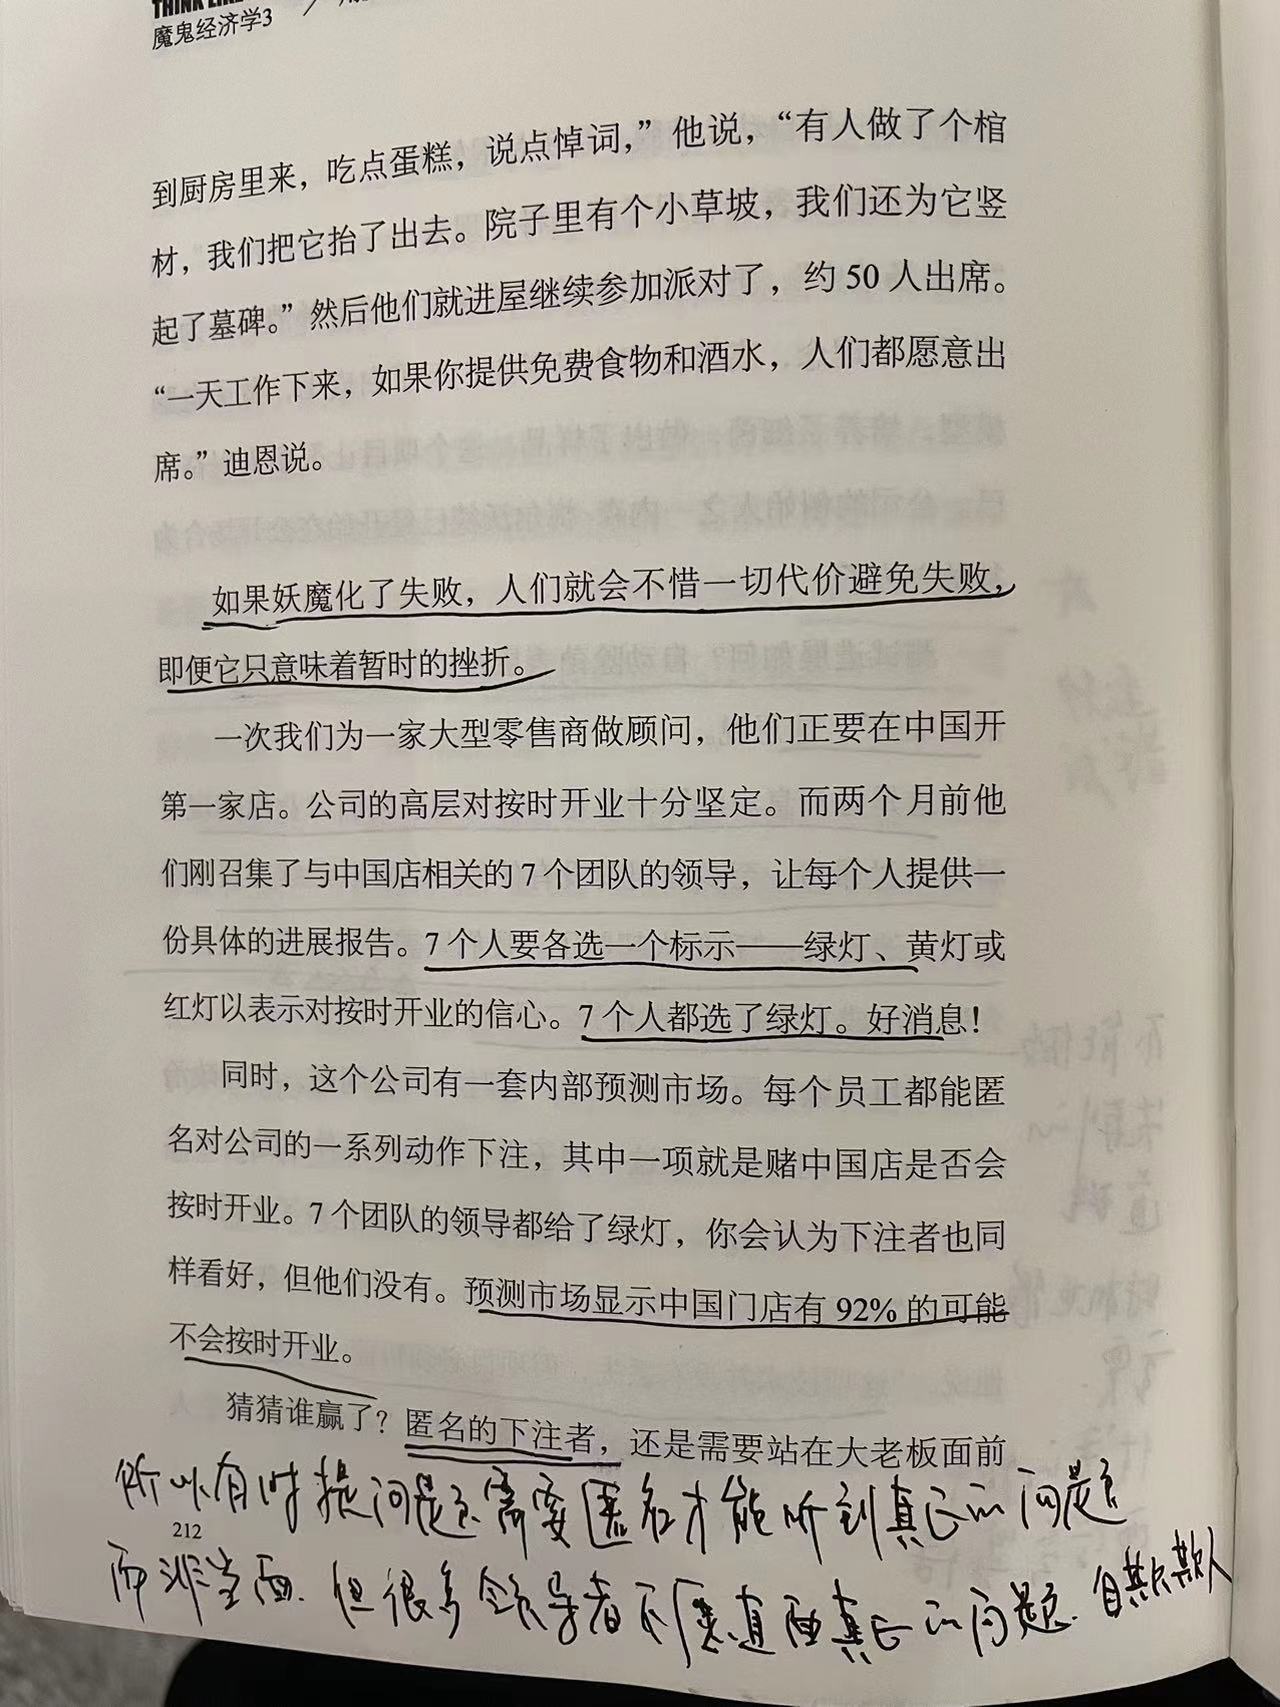 魔鬼经济学3
到厨房里来，吃点蛋糕，说点悼词，”他说，“有人做了个棺
材，我们把它抬了出去。院子里有个小草坡，我们还为它竖
起了墓碑。”然后他们就进屋继续参加派对了，约 50 人出席。
“一天工作下来，如果你提供免费食物和酒水，人们都愿意出
席。”迪恩说。
如果妖魔化了失败，人们就会不惜一切代价避免失败，
即便它只意味着暂时的挫折。
一次我们为一家大型零售商做顾问，他们正要在中国开
第一家店。公司的高层对按时开业十分坚定。而两个月前他
们刚召集了与中国店相关的 7 个团队的领导，让每个人提供一
份具体的进展报告。7 个人要各选一个标示——绿灯、黄灯或
红灯以表示对按时开业的信心。7 个人都选了绿灯。好消息！
同时，这个公司有一套内部预测市场。每个员工都能匿
名对公司的一系列动作下注，其中一项就是赌中国店是否会
按时开业。7 个团队的领导都给了绿灯，你会认为下注者也同
样看好，但他们没有。预测市场显示中国门店有 92% 的可能
不会按时开业。
猜猜谁赢了？匿名的下注者，还是需要站在大老板面前
所以有时提问题需要匿名才能听到真正的问题
212
而非当面. 但很多领导者不愿直面真正的问题. 自欺欺人